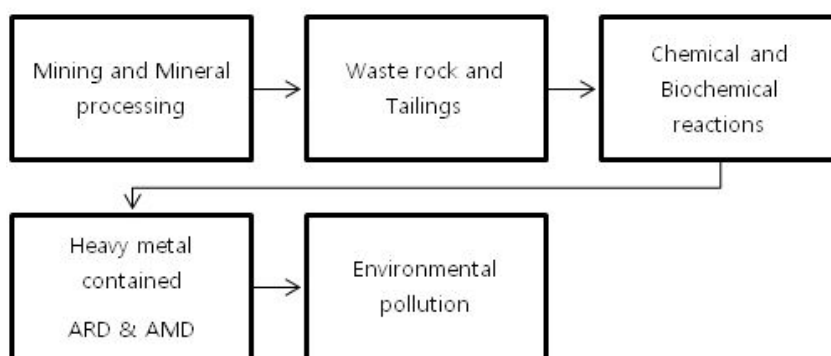 Mining and Mineral
processing
Waste rock and
Tailings
Chemical and
Biochemical
reactions
Heavy metal
contained
ARD & AMD
Environmental
pollution